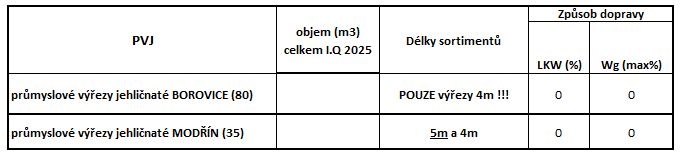 PVJ
objem (m3)
celkem I.Q 2025
Délky sortimentů
Způsob dopravy
LKW (%)
Wg (max%)
průmyslové výřezy jehličnaté BOROVICE (80)
POUZE výřezy 4m !!!
0
0
průmyslové výřezy jehličnaté MODŘÍN (35)
5m a 4m
0
0